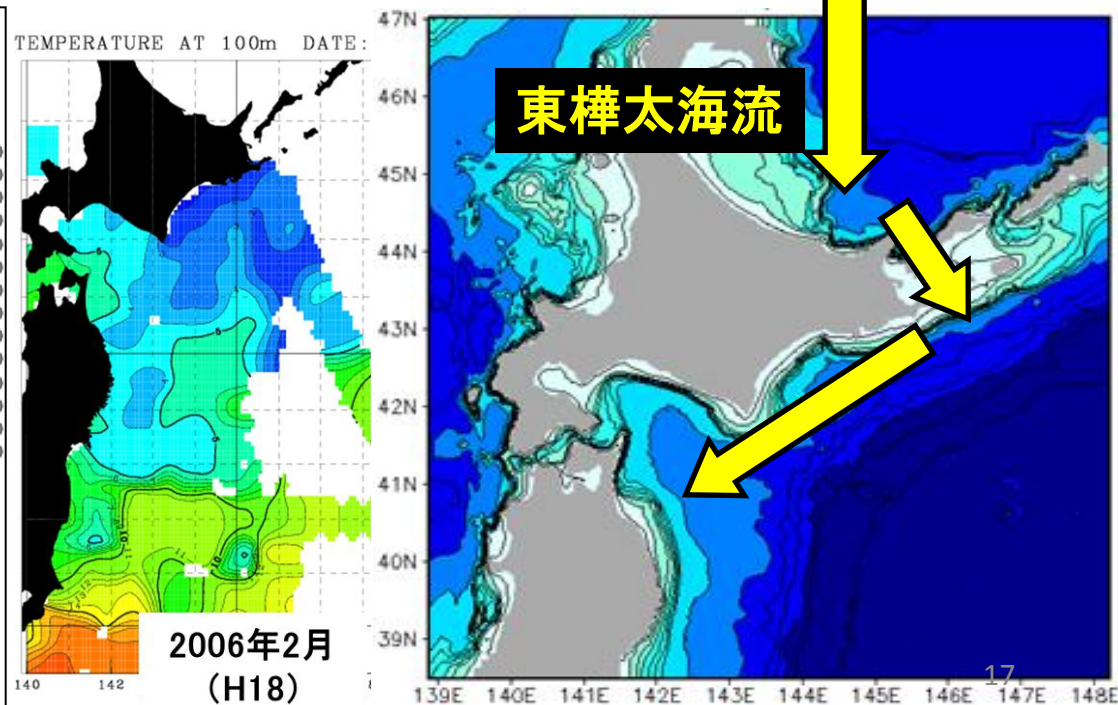 TEMPERATURE AT 100m DATE:
140 142
2006年2月
(H18)
東樺太海流
47N
46N
45N
44N
43N
42N
41N
40N
39N
139E 140E 141E 142E 143E 144E 145E 146E 147E 148E
17